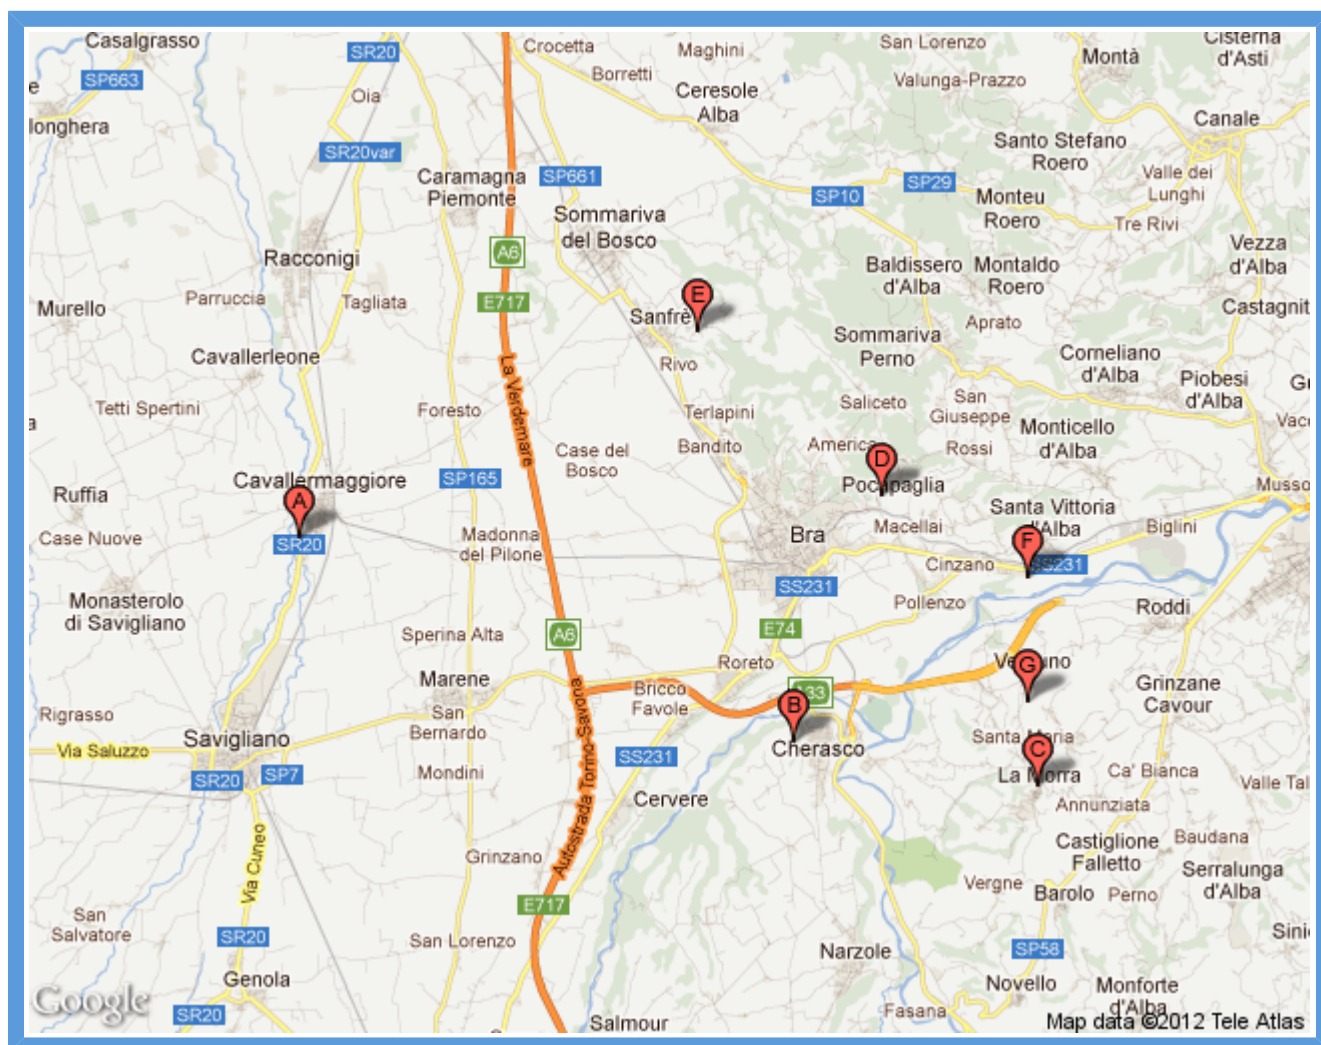 Casalgrasso
SR20
Crocetta
Maghini
San Lorenzo
Cisterna
d'Asti
Montà
SP663
Borretti
Valunga-Prazzo
e
Oia
Ceresole
Alba
longhera
Canale
SR20var
Santo Stefano
Roero
Caramagna
Piemonte
SP661
SP29
Valle dei
Lunghi
SP10
Monteu
Roero
Tre Rivi
Sommariva
del Bosco
A6
Racconigi
Vezza
d'Alba
Baldissero
d'Alba
Montaldo
Roero
Parruccia
Tagliata
E717
E
Murello
Sanfrè
Castagnit
Aprato
Sommariva
Perno
Cavallerleone
Rivo
Corneliano
d'Alba
Piobesi
d'Alba
Gr
La Verdemare
Tetti Spertini
Foresto
Terlapini
Saliceto
San
Giuseppe
a
Monticello
d'Alba
Vacc
Case del
Bosco
Bandito
America
Rossi
D
Cavallermaggiore
SP165
Pocapaglia
Musso
Ruffia
A
Santa Vittoria
d'Alba
Case Nuove
SR20
Madonna
del Pilone
Bra
Macellai
Biglini
F
Cinzano
SS231
SS231
Monasterolo
di Savigliano
Pollenzo
Roddi
Sperina Alta
A6
E74
Roreto
G
Marene
Bricco
Favole
A33
Grinzane
Cavour
B
Rigrasso
San
Bernardo
Via Saluzzo
Savigliano
Cherasco
Santa Maria
C
SS231
La Morra
Ca' Bianca
SR20
SP7
Mondini
Valle Tal
Cervere
Annunziata
Autostrada Torino-Savona
Via Cuneo
Grinzano
Castiglione
Falletto
Baudana
Serralunga
d'Alba
Vergne
Barolo
Perno
E717
San
Salvatore
SR20
San Lorenzo
Narzole
SP58
Sini
Genola
Novello
Monforte
d'Alba
Google
SR20
Salmour
Fasana
Map data ©2012 Tele Atlas